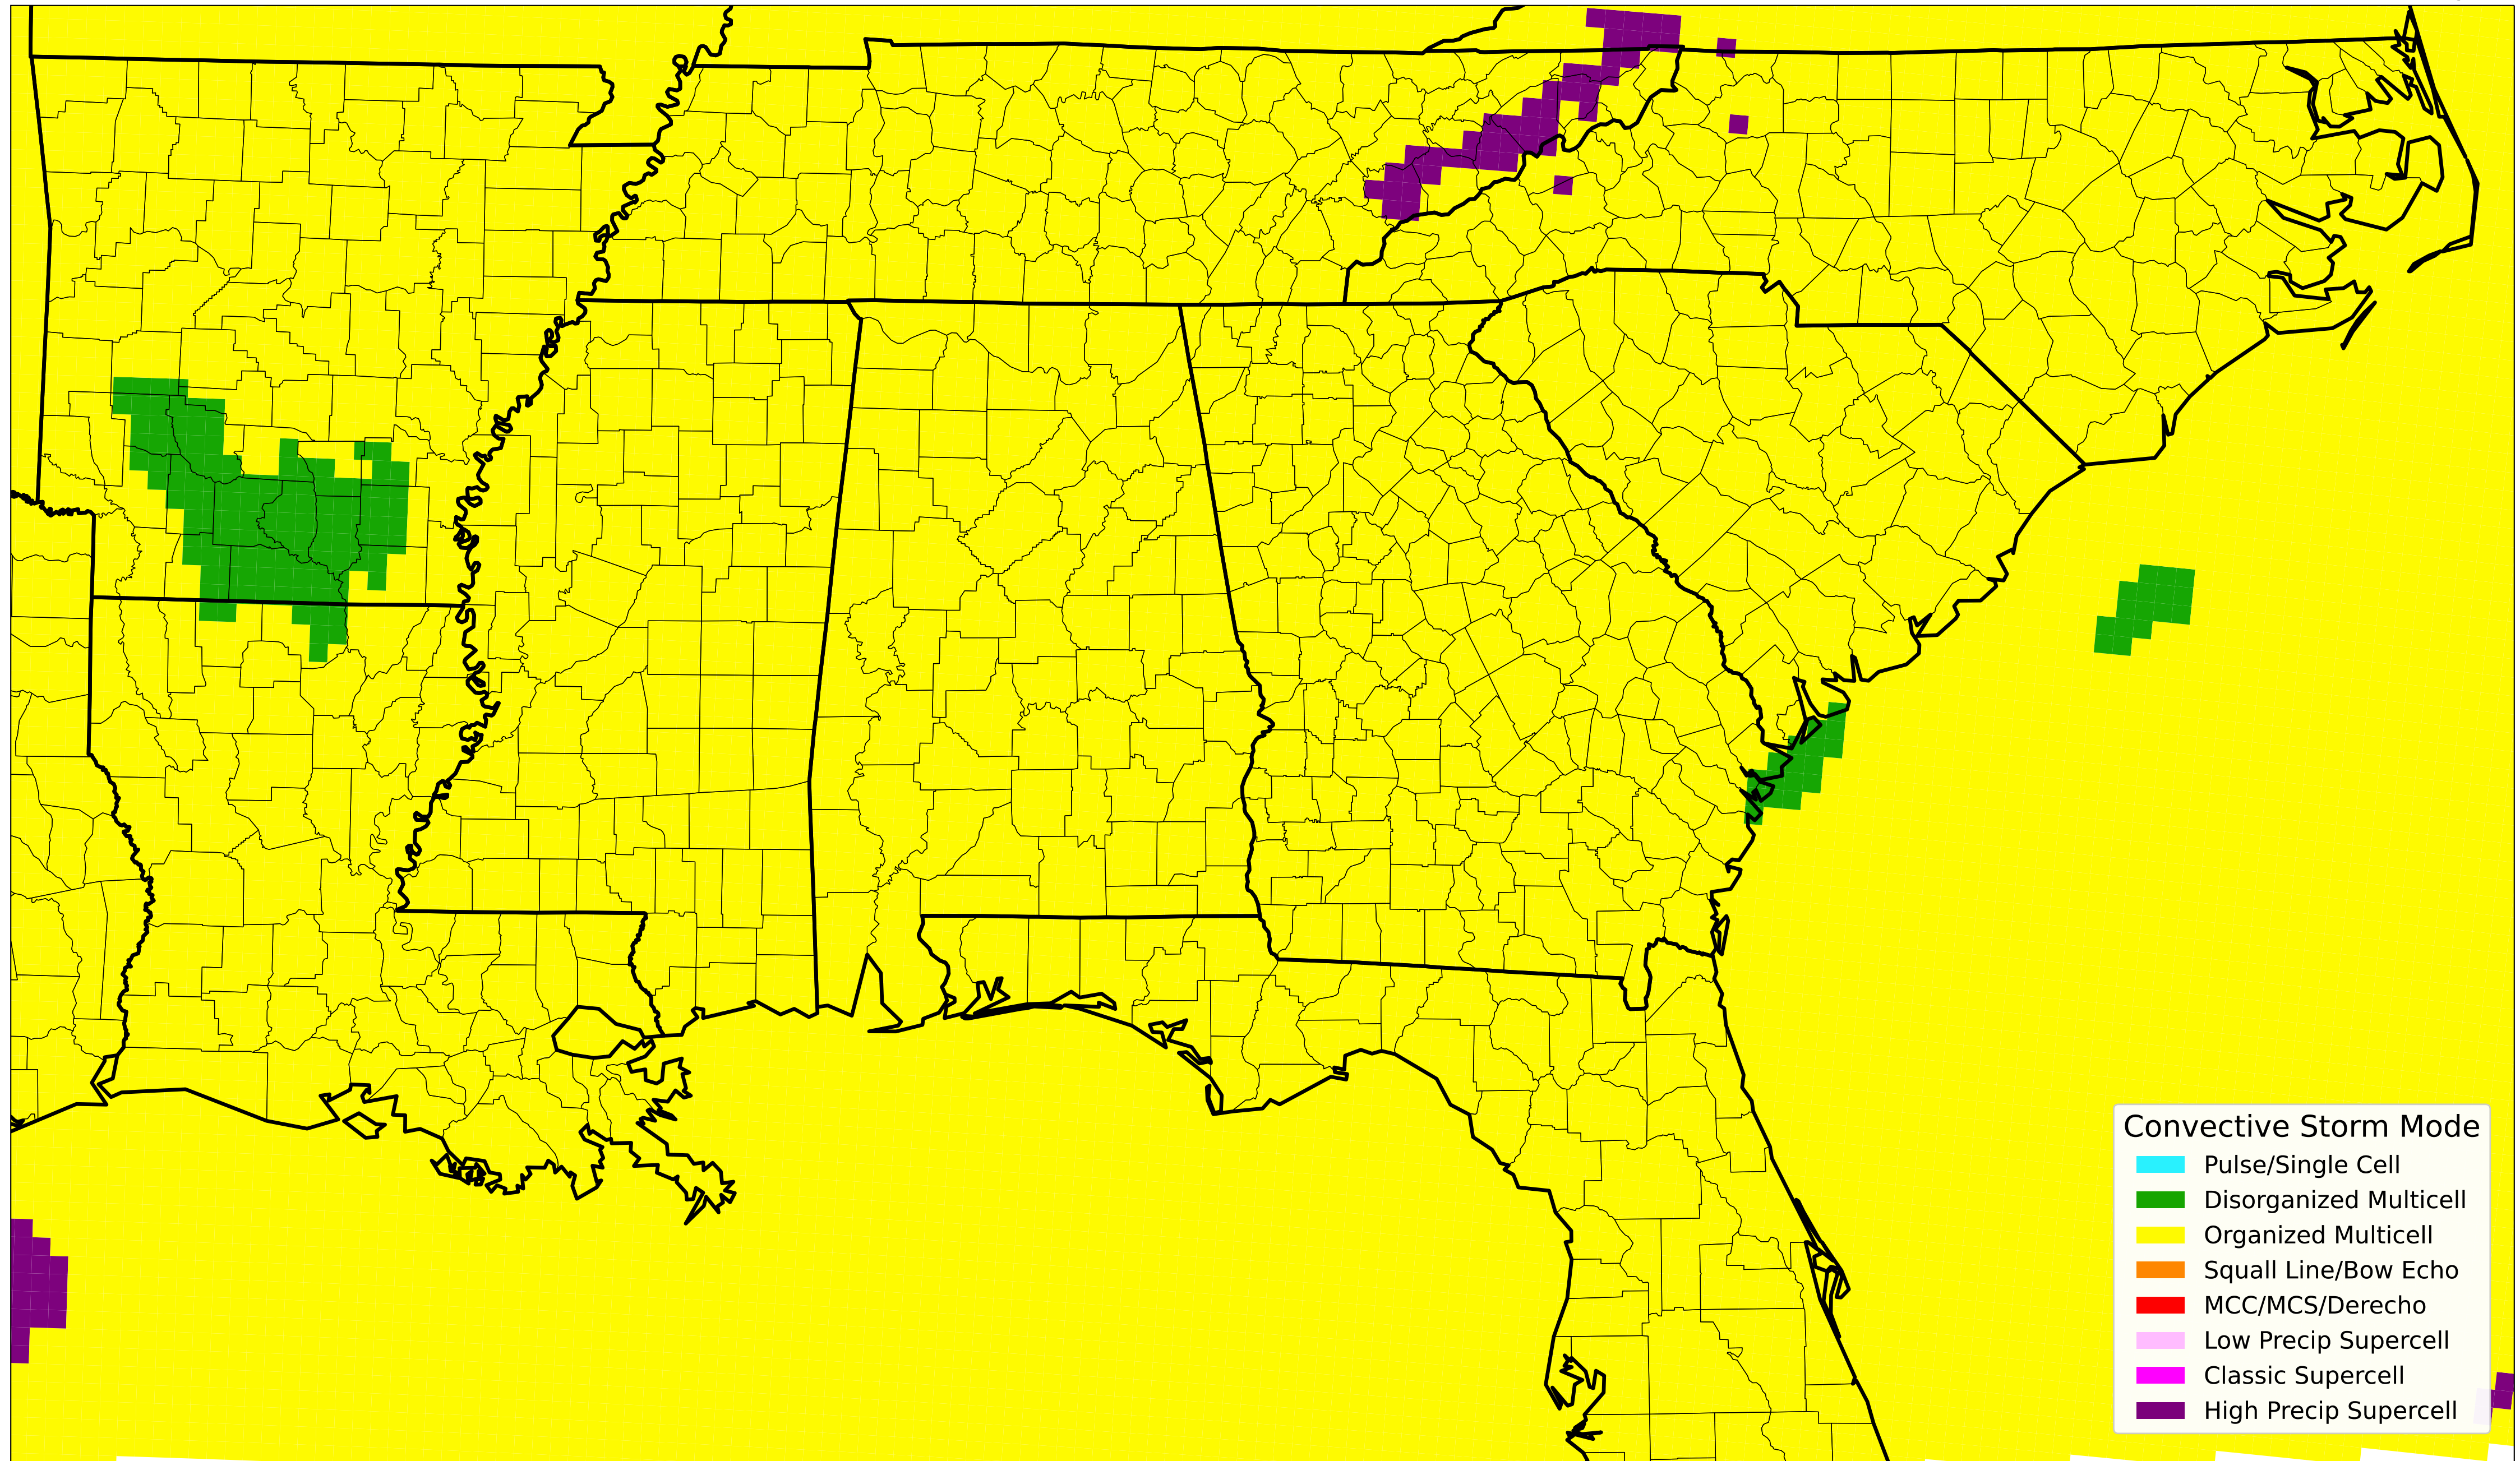 Convective Storm Mode
Pulse/Single Cell
Disorganized Multicell
Organized Multicell
Squall Line/Bow Echo
MCC/MCS/Derecho
Low Precip Supercell
Classic Supercell
High Precip Supercell